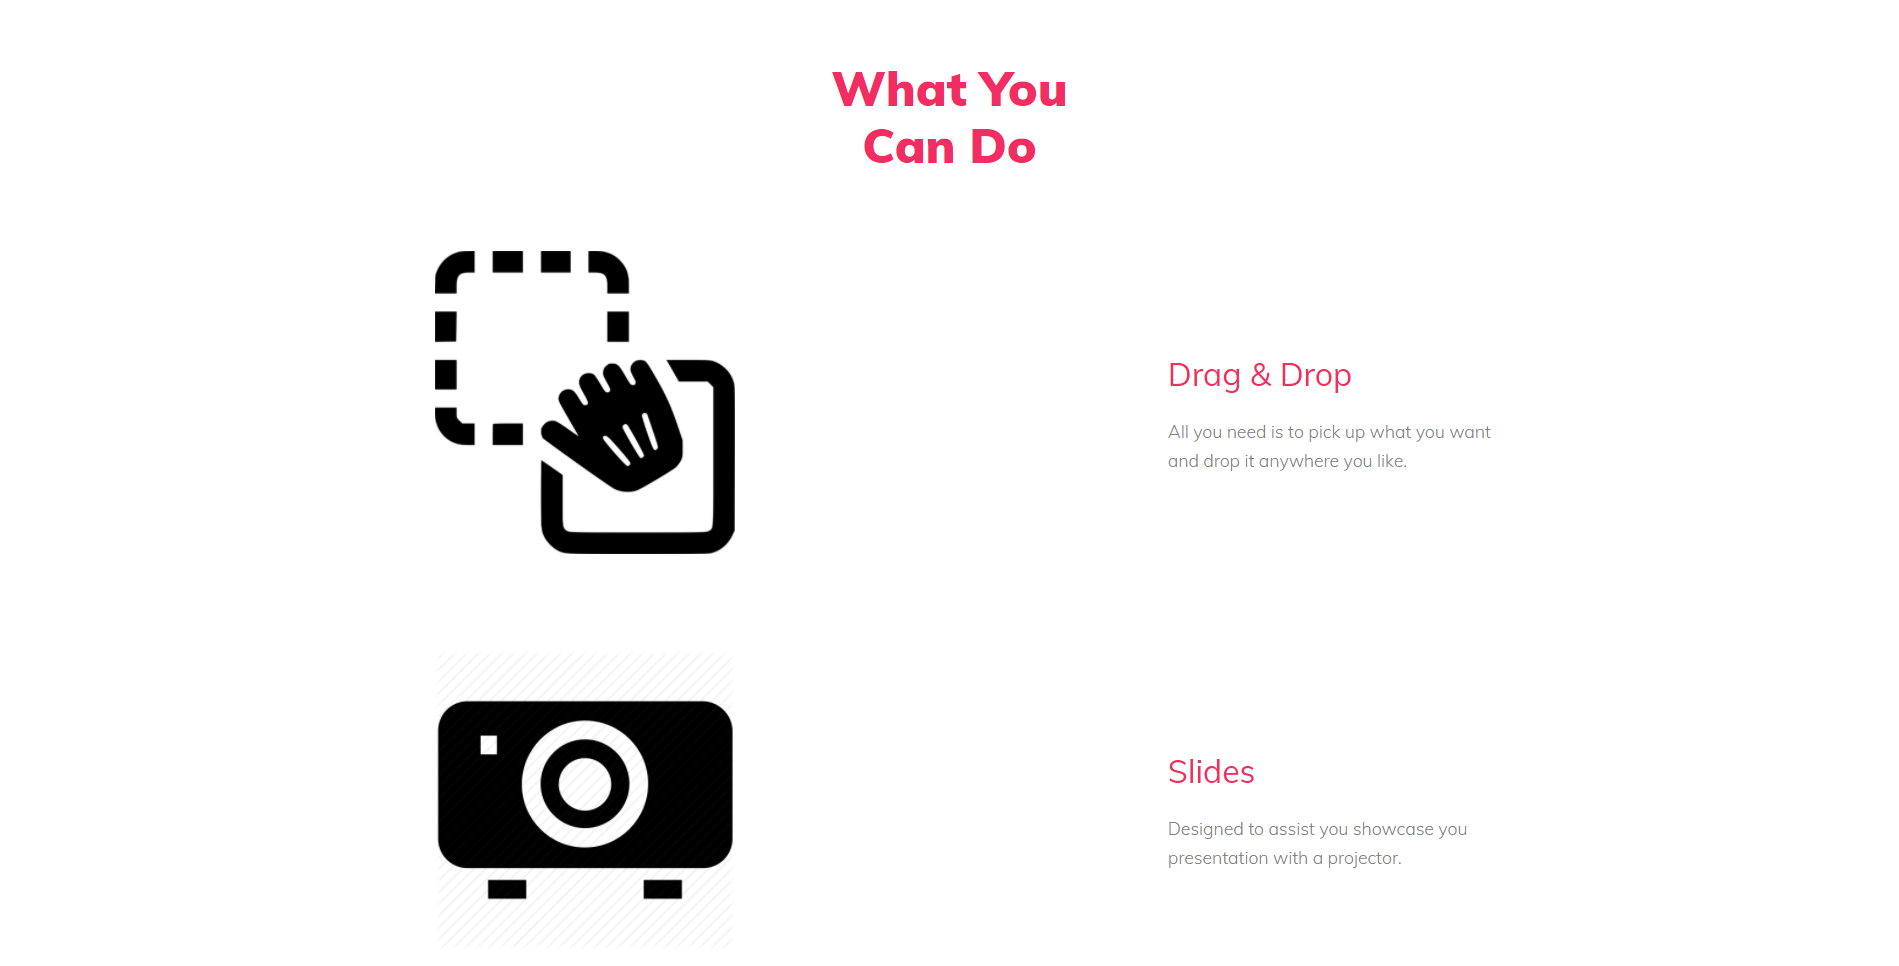 What You
Can Do
Drag & Drop
All you need is to pick up what you want
and drop it anywhere you like.
Slides
Designed to assist you showcase you
presentation with a projector.